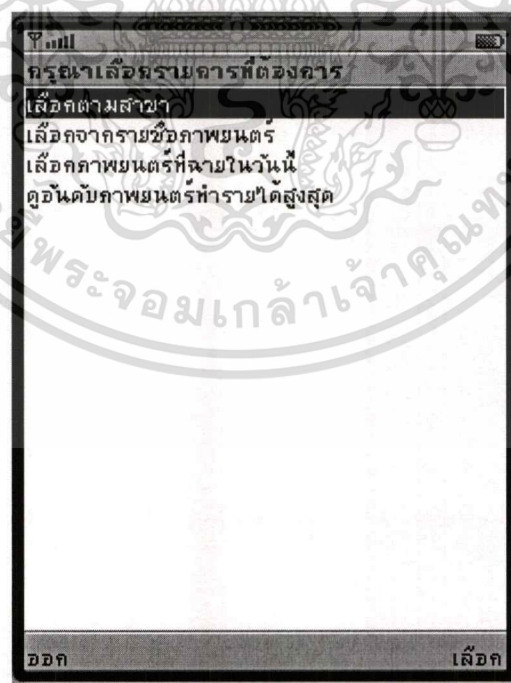 กรุณาเลือกรายการที่ต้องการ
เลือกตามสาขา
เลือกจากรายชื่อภาพยนตร์
เลือกภาพยนตร์ที่ฉายในวันนี้
ดูอันดับภาพยนตร์ทำรายได้สูงสุด
พระจอมเกล้าเจ้าคุณ
ออก
เลือก